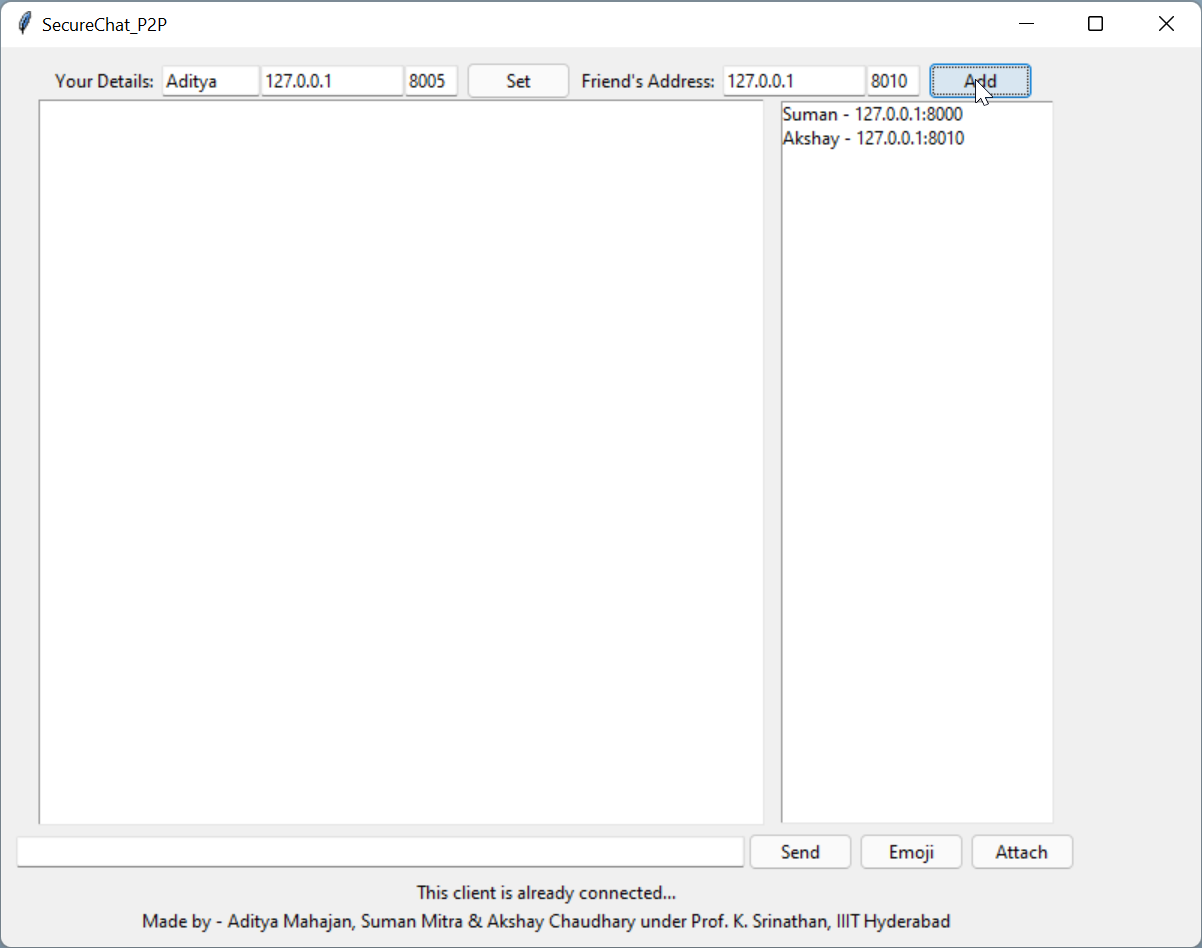 SecureChat_P2P
Your Details: Aditya 127.0.0.1 8005 Set Friend's Address: 127.0.0.1 8010 Add
Suman - 127.0.0.1:8000
Akshay - 127.0.0.1:8010
Send Emoji Attach
This client is already connected...
Made by - Aditya Mahajan, Suman Mitra & Akshay Chaudhary under Prof. K. Srinathan, IIIT Hyderabad